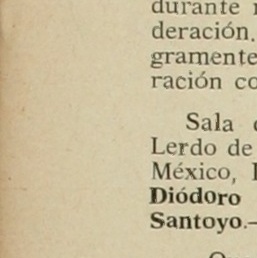 durante
deración.
gramente
ración co
Sala
Lerdo de
México,
Diódoro
Santoyo.—